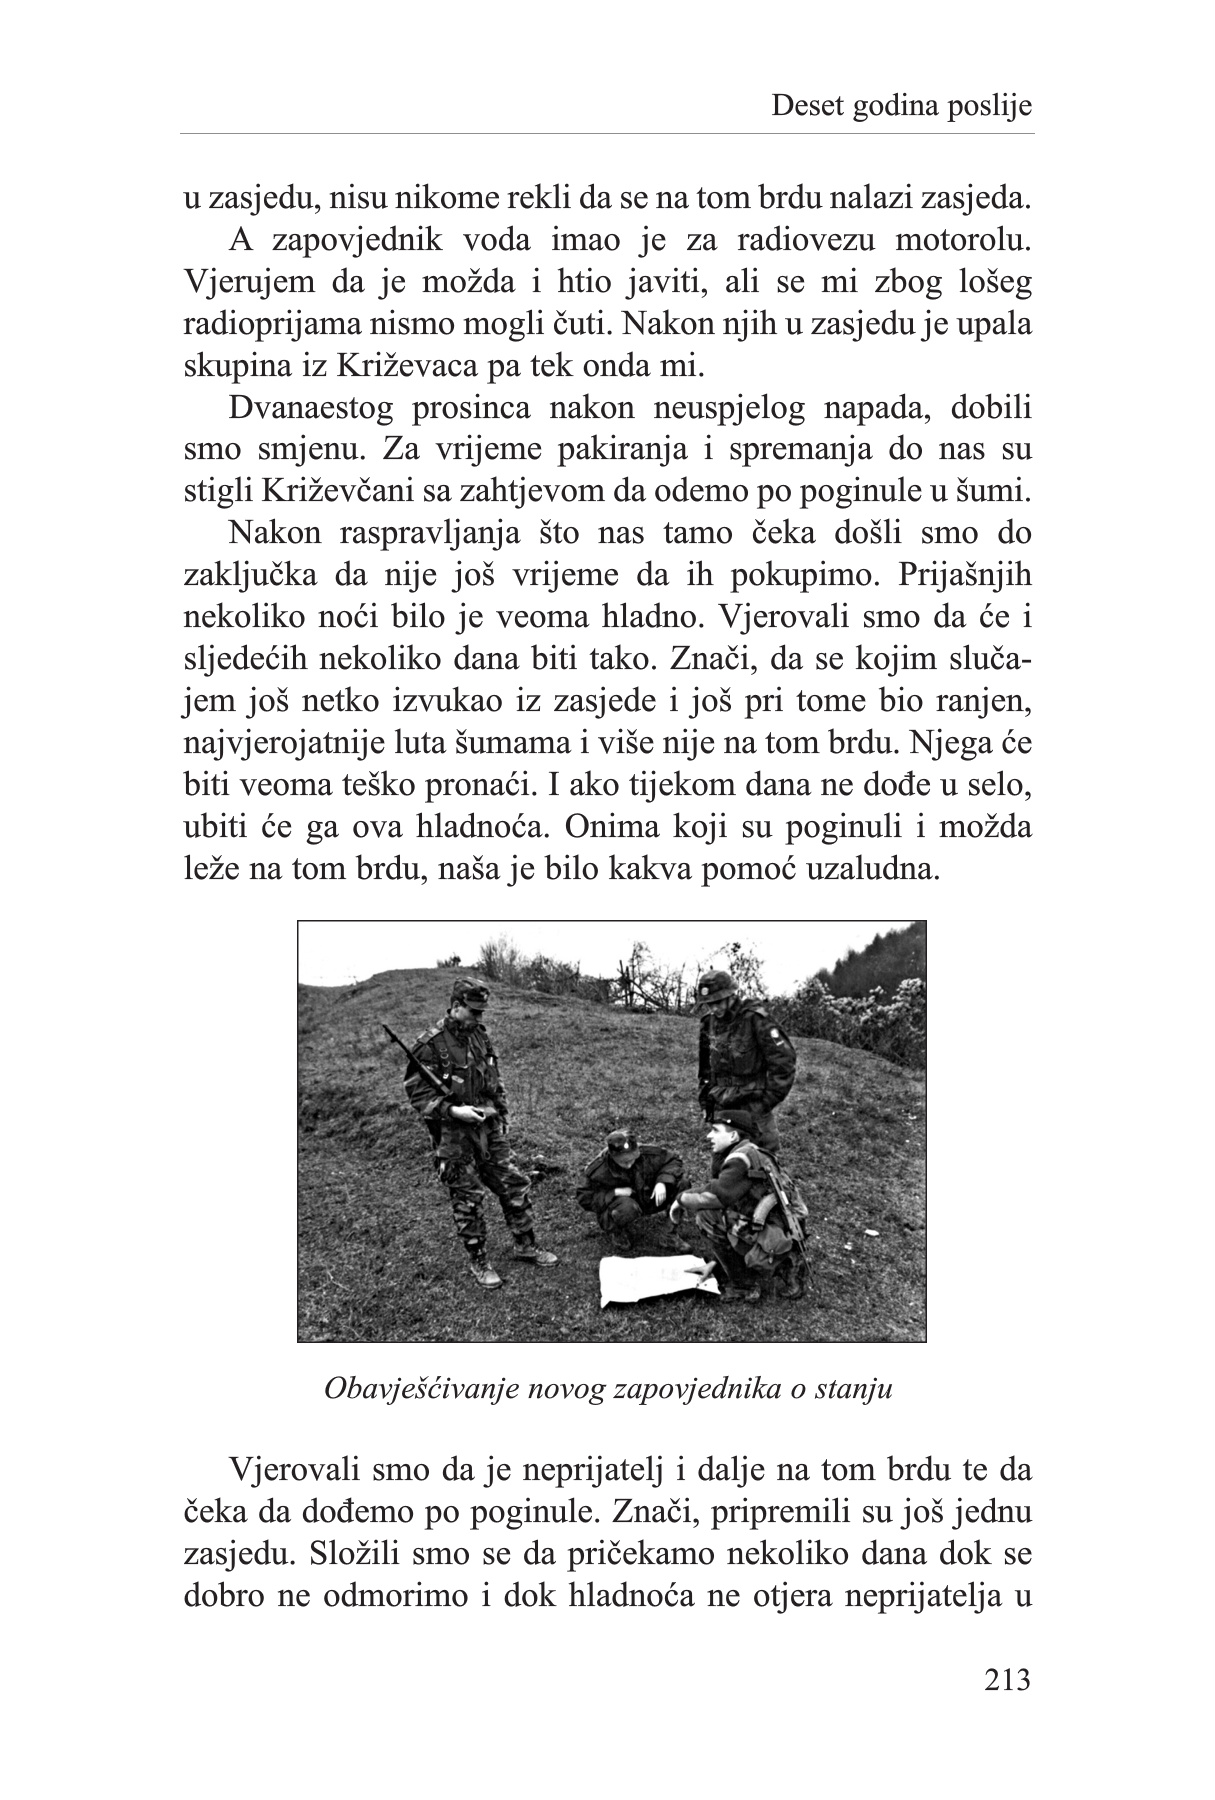 Deset godina poslije
u zasjedu, nisu nikome rekli da se na tom brdu nalazi zasjeda.
A zapovjednik voda imao je za radiovezu motorolu.
Vjerujem da je možda i htio javiti, ali se mi zbog lošeg
radioprijama nismo mogli čuti. Nakon njih u zasjedu je upala
skupina iz Križevaca pa tek onda mi.
Dvanaestog prosinca nakon neuspjelog napada, dobili
smo smjenu. Za vrijeme pakiranja i spremanja do nas su
stigli Križevčani sa zahtjevom da odemo po poginule u šumi.
Nakon raspravljanja što nas tamo čeka došli smo do
zaključka da nije još vrijeme da ih pokupimo. Prijašnjih
nekoliko noći bilo je veoma hladno. Vjerovali smo da će i
sljedećih nekoliko dana biti tako. Znači, da se kojim sluča-
jem još netko izvukao iz zasjede i još pri tome bio ranjen,
najvjerojatnije luta šumama i više nije na tom brdu. Njega će
biti veoma teško pronaći. I ako tijekom dana ne dođe u selo,
ubiti će ga ova hladnoća. Onima koji su poginuli i možda
leže na tom brdu, naša je bilo kakva pomoć uzaludna.
Obavješćivanje novog zapovjednika o stanju
Vjerovali smo da je neprijatelj i dalje na tom brdu te da
čeka da dođemo po poginule. Znači, pripremili su još jednu
zasjedu. Složili smo se da pričekamo nekoliko dana dok se
dobro ne odmorimo i dok hladnoća ne otjera neprijatelja u
213